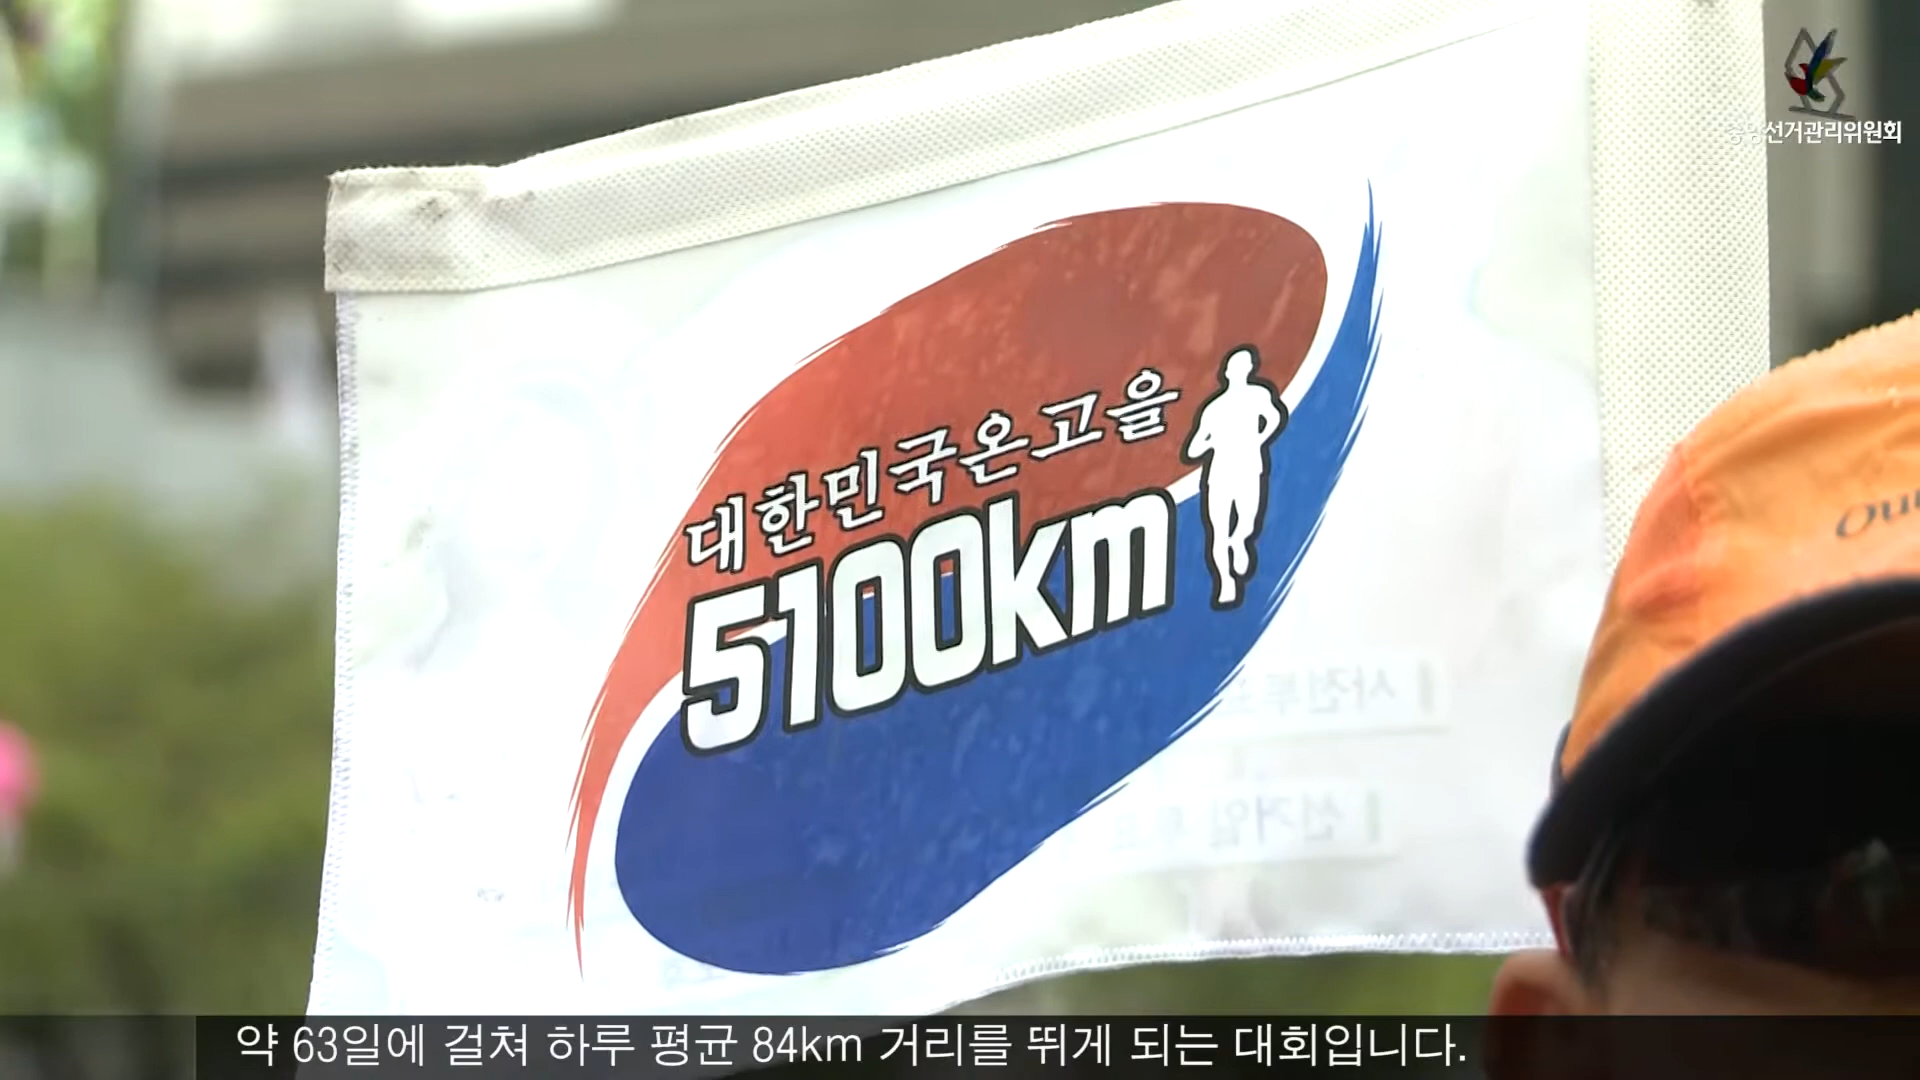 중앙선거관리위원회
대한민국온고을
5100km
약 63일에 걸쳐 하루 평균 84km 거리를 뛰게 되는 대회입니다.